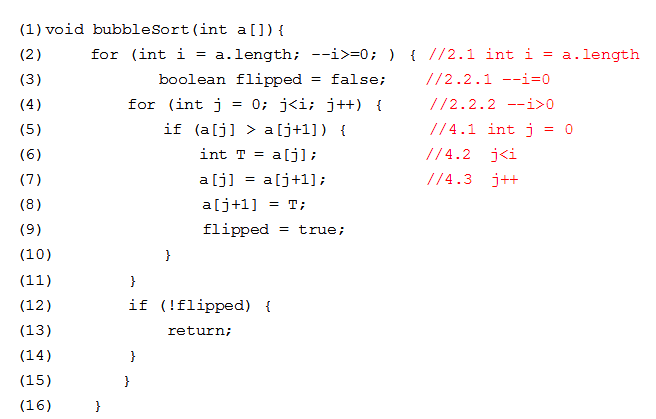 (1)void bubbleSort(int a[]){
(2) for (int i = a.length; --i>=0; ) { //2.1 int i = a.length
(3) boolean flipped = false; //2.2.1 --i=0
(4) for (int j = 0; j<i; j++) { //2.2.2 --i>0
(5) if (a[j] > a[j+1]) { //4.1 int j = 0
(6) int T = a[j]; //4.2 j<i
(7) a[j] = a[j+1]; //4.3 j++
(8) a[j+1] = T;
(9) flipped = true;
(10) }
(11) }
(12) if (!flipped) {
(13) return;
(14) }
(15) }
(16) }